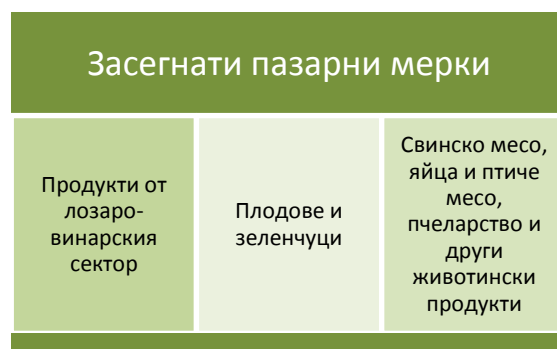 Засегнати пазарни мерки
Продукти от
лозаро-
винарския
сектор
Плодове и
зеленчуци
Свинско месо,
яйца и птиче
месо,
пчеларство и
други
животински
продукти